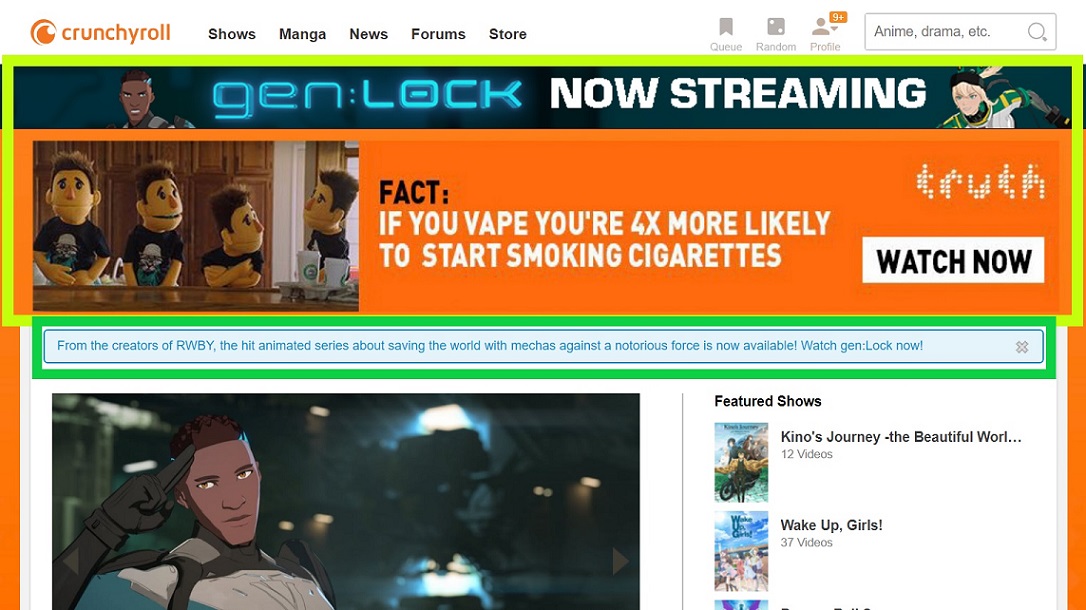 crunchyroll
Shows Manga News Forums Store
9+
Queue Random Profile
Anime, drama, etc.
gen:LOCK NOW STREAMING
FACT:
IF YOU VAPE YOU'RE 4X MORE LIKELY
TO START SMOKING CIGARETTES
truth
WATCH NOW
From the creators of RWBY, the hit animated series about saving the world with mechas against a notorious force is now available! Watch gen:Lock now!
Featured Shows
Kino's Journey -the Beautiful Worl...
12 Videos
Wake Up, Girls!
37 Videos